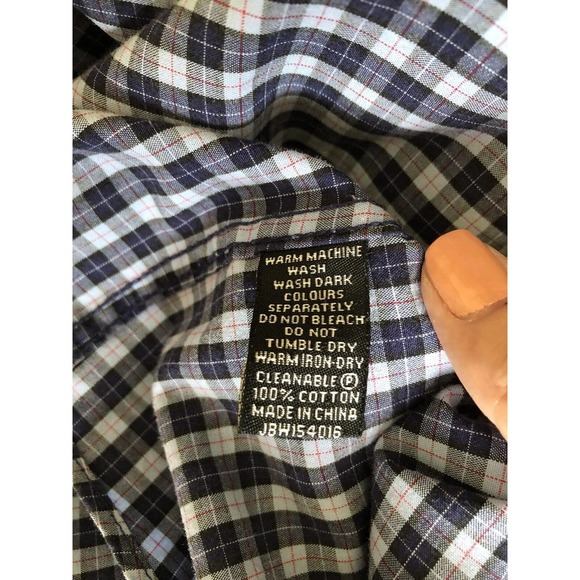 WARM MACHINE
WASH
WASH DARK
COLOURS
SEPARATELY
DO NOT BLEACH
DO NOT
TUMBLE DRY
WARM IRON-DRY
CLEANABLE Ⓟ
100% COTTON
MADE IN CHINA
JBW154016